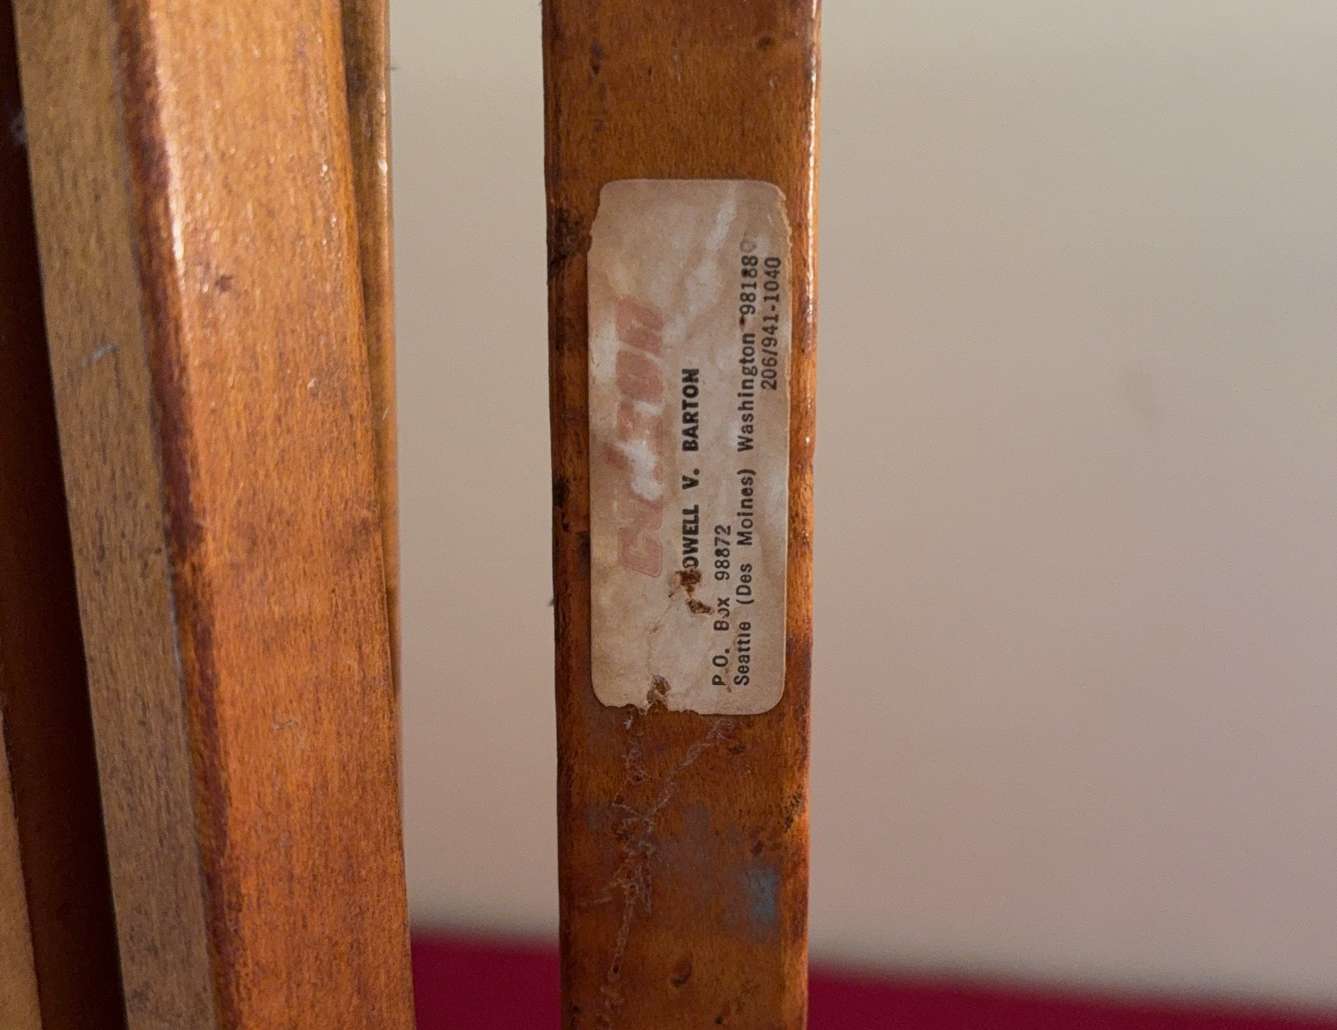 OWELL V. BARTON
P.O. Box 98872
Seattle (Des Moines) Washington 98188
206/941-1040